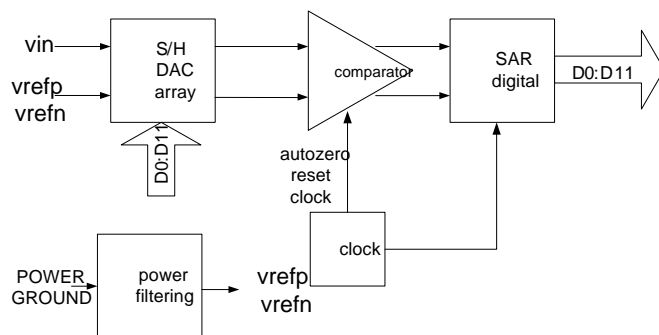 vin
vrefp
vrefn
S/H
DAC
array
D0:D11
comparator
SAR
digital
D0:D11
autozero
reset
clock
clock
POWER
GROUND
power
filtering
vrefp
vrefn